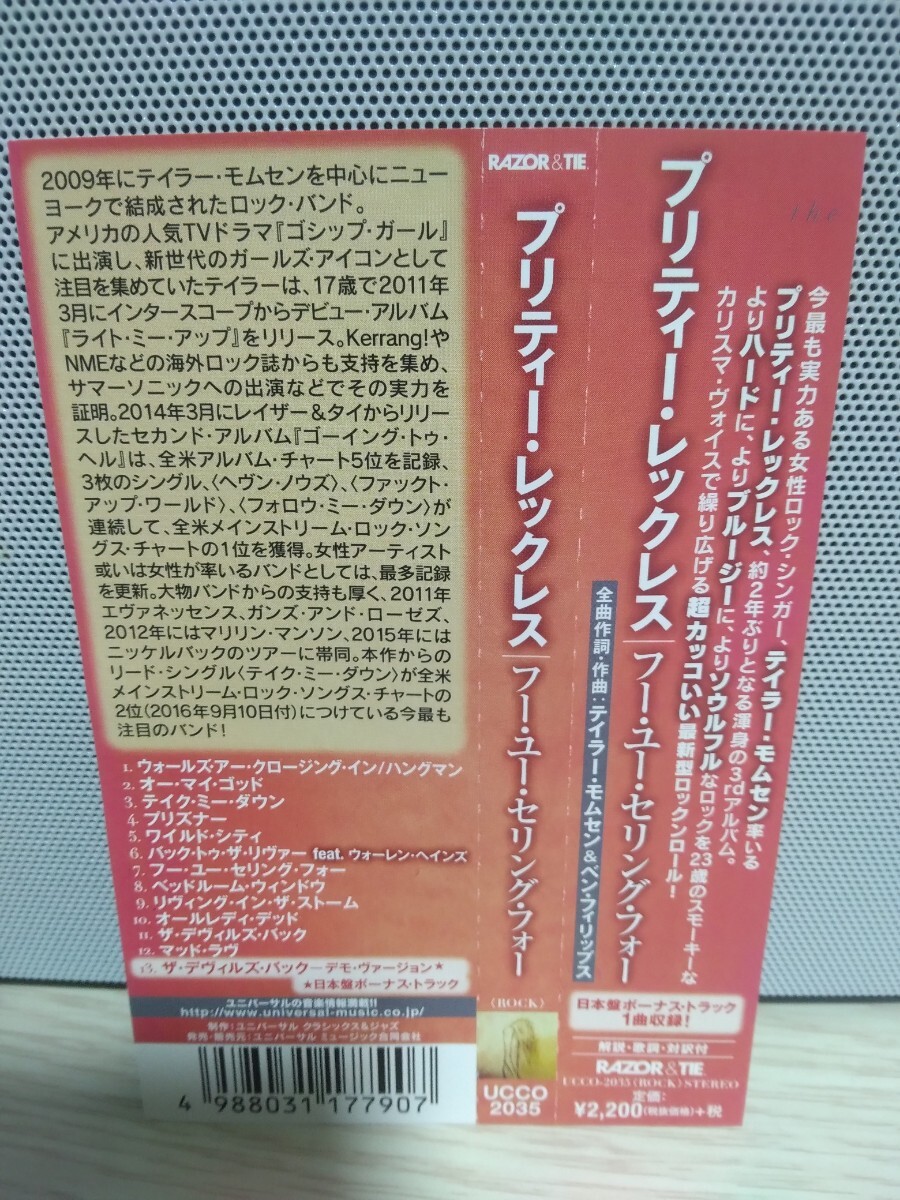 2009年にテイラー・モムセンを中心にニュー
ヨークで結成されたロック・バンド。
アメリカの人気TVドラマ『ゴシップ・ガール』
に出演し、新世代のガールズ・アイコンとして
注目を集めていたテイラーは、17歳で2011年
3月にインタースコープからデビュー・アルバム
『ライト・ミー・アップ』をリリース。Kerrang!や
NMEなどの海外ロック誌からも支持を集め、
サマーソニックへの出演などでその実力を
証明。2014年3月にレイザー&タイからリリー
スしたセカンド・アルバム『ゴーイング・トゥ・
ヘル』は、全米アルバム・チャート5位を記録、
3枚のシングル、〈ヘヴン・ノウズ〉、〈ファックト・
アップ・ワールド〉、〈フォロウ・ミー・ダウン〉が
連続して、全米メインストリーム・ロック・ソン
グス・チャートの1位を獲得。女性アーティスト
或いは女性が率いるバンドとしては、最多記録
を更新。大物バンドからの支持も厚く、2011年
エヴァネッセンス、ガンズ・アンド・ローゼズ、
2012年にはマリリン・マンソン、2015年には
ニッケルバックのツアーに帯同。本作からの
リード・シングル〈テイク・ミー・ダウン〉が全米
メインストリーム・ロック・ソングス・チャートの
2位(2016年9月10日付)につけている今最も
注目のバンド!
1. ウォールズ・アー・クロージング・イン/ハングマン
2. オー・マイ・ゴッド
3. テイク・ミー・ダウン
4. プリズナー
5. ワイルド・シティ
6. バック・トゥ・ザ・リヴァー feat. ウォーレン・ヘインズ
7. フー・ユー・セリング・フォー
8. ベッドルーム・ウィンドウ
9. リヴィング・イン・ザ・ストーム
10. オールレディ・デッド
11. ザ・デヴィルズ・バック
12. マッド・ラヴ
13. ザ・デヴィルズ・バック－デモ・ヴァージョン★
★日本盤ボーナス・トラック
ユニバーサルの音楽情報満載!!
http://www.universal-music.co.jp/
制作:ユニバーサル クラシックス&ジャズ
発売・販売元:ユニバーサル ミュージック合同会社
4 988031 177907
RAZOR & TIE
プリティー・レックレス|フー・ユー・セリング・フォー
〈ROCK〉
UCCO
2035
the
今最も実力ある女性ロック・シンガー、テイラー・モムセン率いる
プリティー・レックレス、約2年ぶりとなる渾身の3rdアルバム。
よりハードに、よりブルージーに、よりソウルフルなロックを23歳のスモーキーな
カリスマ・ヴォイスで繰り広げる超カッコいい最新型ロックンロール!
プリティー・レックレス|フー・ユー・セリング・フォー
全曲作詞・作曲:テイラー・モムセン&ベン・フィリップス
日本盤ボーナス・トラック
1曲収録!
解説・歌詞・対訳付
RAZOR & TIE
UCCO-2035〈ROCK〉STEREO
定価:
¥2,200(税抜価格)+税